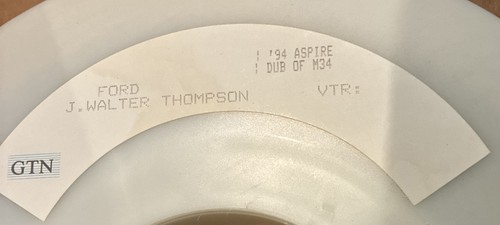 ¦ '94 ASPIRE
¦ DUB OF M34
FORD
J.WALTER THOMPSON
VTR:
GTN